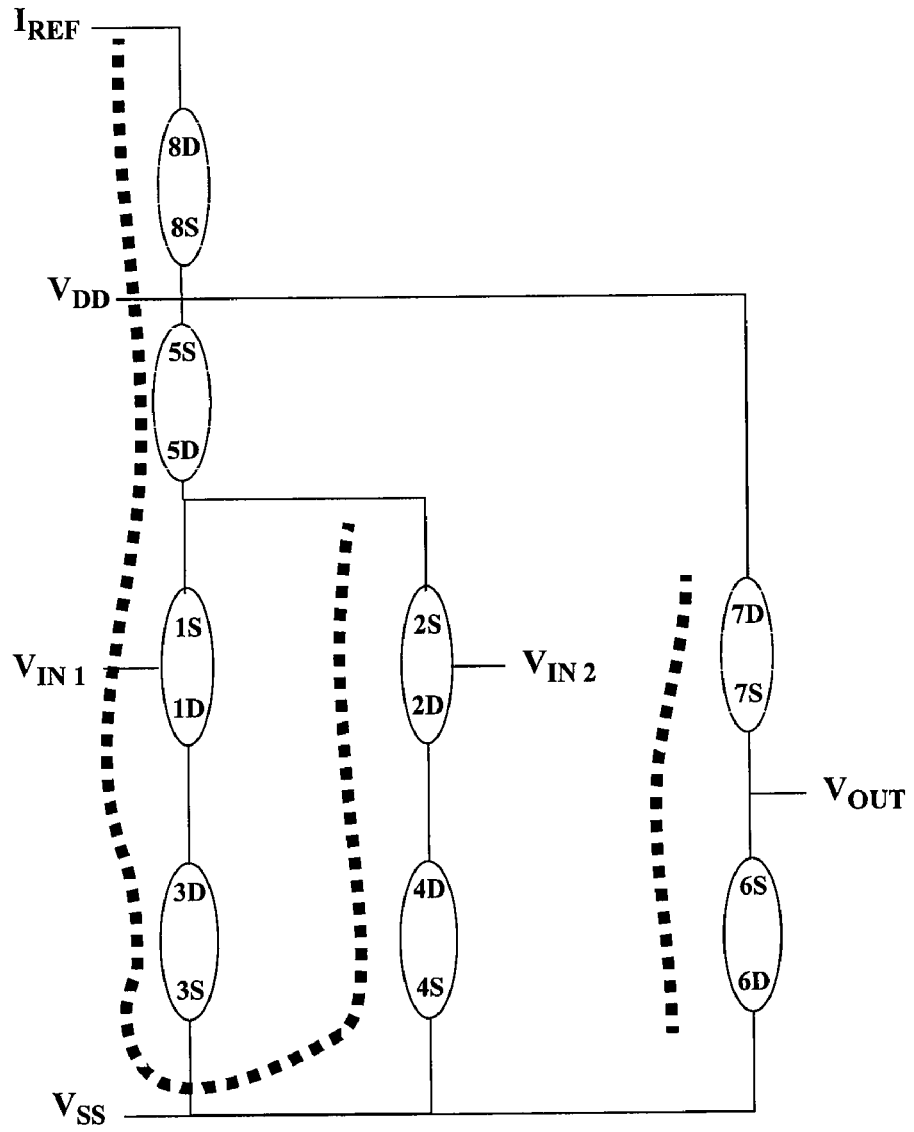 I_REF
8D
8S
V_DD
5S
5D
1S
2S
7D
V_IN 1
V_IN 2
1D
2D
7S
V_OUT
3D
4D
6S
3S
4S
6D
V_SS